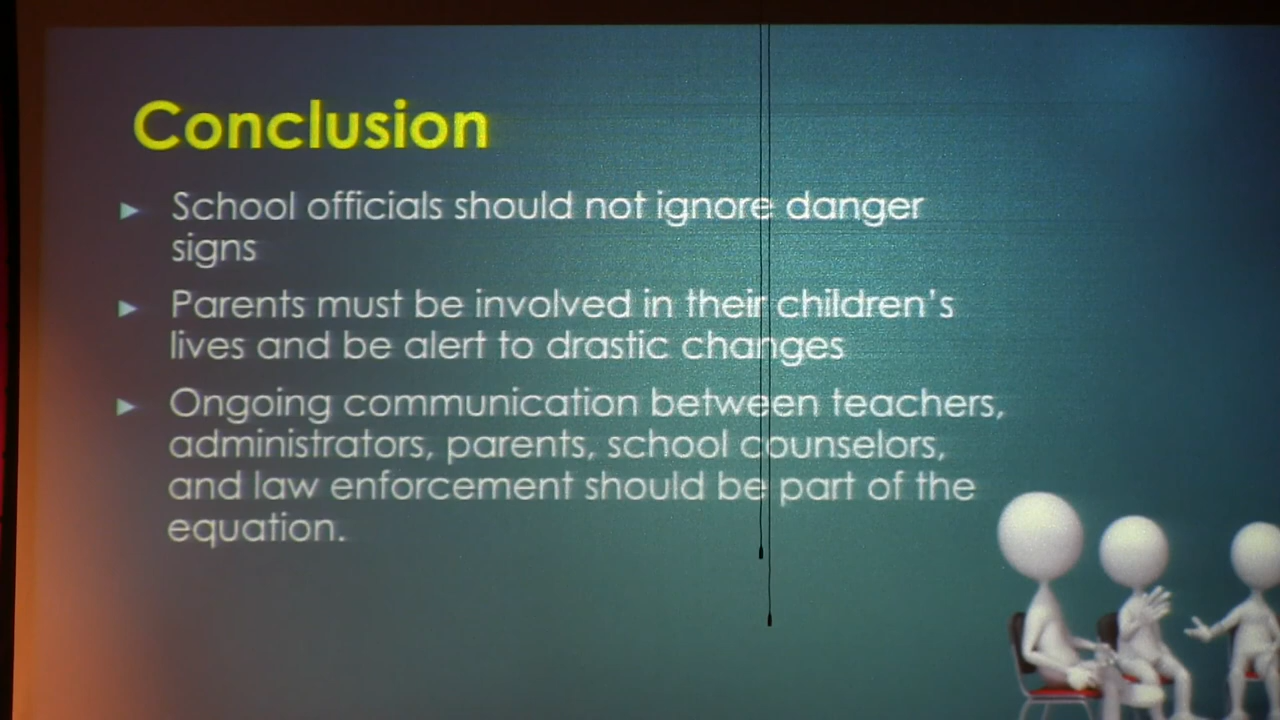 Conclusion
School officials should not ignore danger
signs
Parents must be involved in their children's
lives and be alert to drastic changes
Ongoing communication between teachers,
administrators, parents, school counselors,
and law enforcement should be part of the
equation.